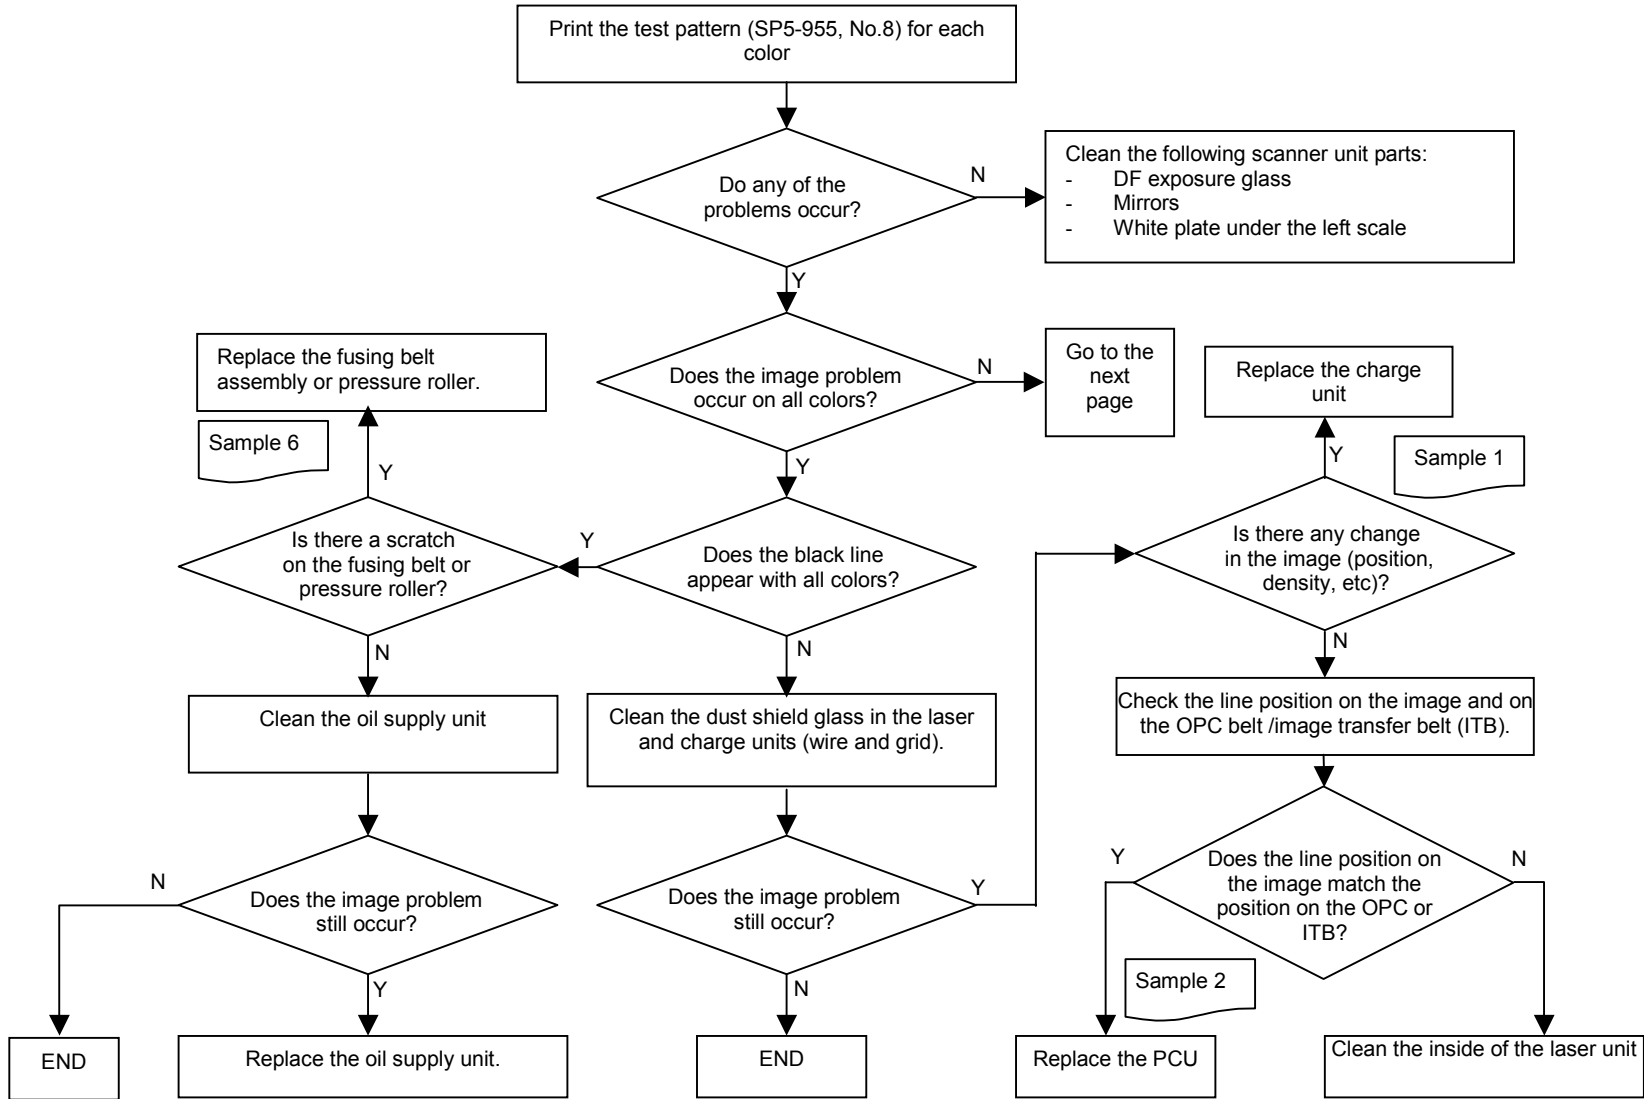 Print the test pattern (SP5-955, No.8) for each
color
Do any of the
problems occur?
N
Clean the following scanner unit parts:
- DF exposure glass
- Mirrors
- White plate under the left scale
Y
Does the image problem
occur on all colors?
N
Go to the
next
page
Replace the fusing belt
assembly or pressure roller.
Sample 6
Y
Replace the charge
unit
Y
Sample 1
Y
Is there a scratch
on the fusing belt or
pressure roller?
Y
Does the black line
appear with all colors?
Is there any change
in the image (position,
density, etc)?
N
N
N
Clean the oil supply unit
Clean the dust shield glass in the laser
and charge units (wire and grid).
Check the line position on the image and on
the OPC belt /image transfer belt (ITB).
N
Does the image problem
still occur?
Does the image problem
still occur?
Y
Y
Does the line position on
the image match the
position on the OPC or
ITB?
N
Y
N
Sample 2
END
Replace the oil supply unit.
END
Replace the PCU
Clean the inside of the laser unit